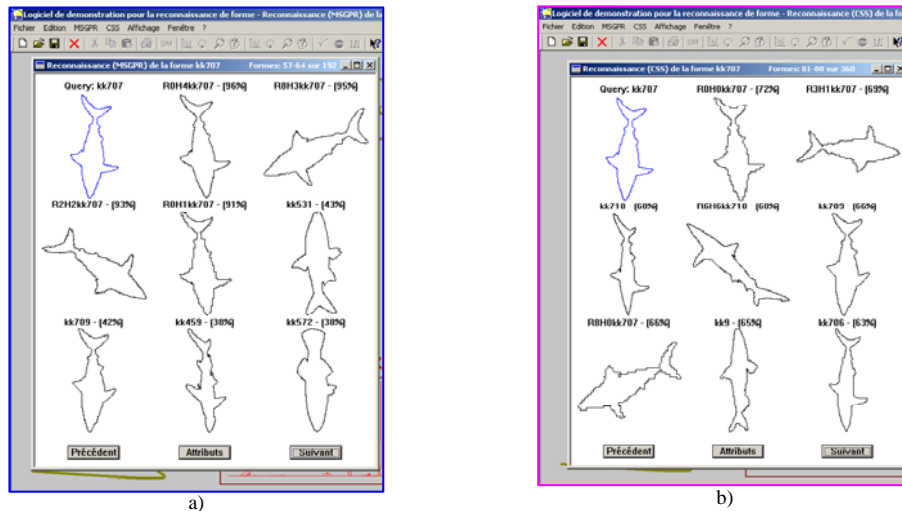 Logiciel de demonstration pour la reconnaissance de forme - Reconnaissance (MSGPR) de la
Fichier Edition MSGPR CSS Affichage Fenêtre ?
Reconnaissance (MSGPR) de la forme kk707 Formes: 57-64 sur 192
Query: kk707 R0H4kk707 - (96%) R8H3kk707 - (95%)
R2H2kk707 - (93%) R0H1kk707 - (91%) kk531 - (43%)
kk709 - (42%) kk459 - (38%) kk572 - (38%)
Précédent Attributs Suivant
a)
Logiciel de demonstration pour la reconnaissance de forme - Reconnaissance (CSS) de la
Fichier Edition MSGPR CSS Affichage Fenêtre ?
Reconnaissance (CSS) de la forme kk707 Formes: 01-08 sur 360
Query: kk707 R0H0kk707 - (72%) R3H1kk707 - (69%)
kk710 - (68%) R6H6kk710 - (68%) kk709 - (66%)
R8H0kk707 - (66%) kk9 - (65%) kk706 - (63%)
Précédent Attributs Suivant
b)